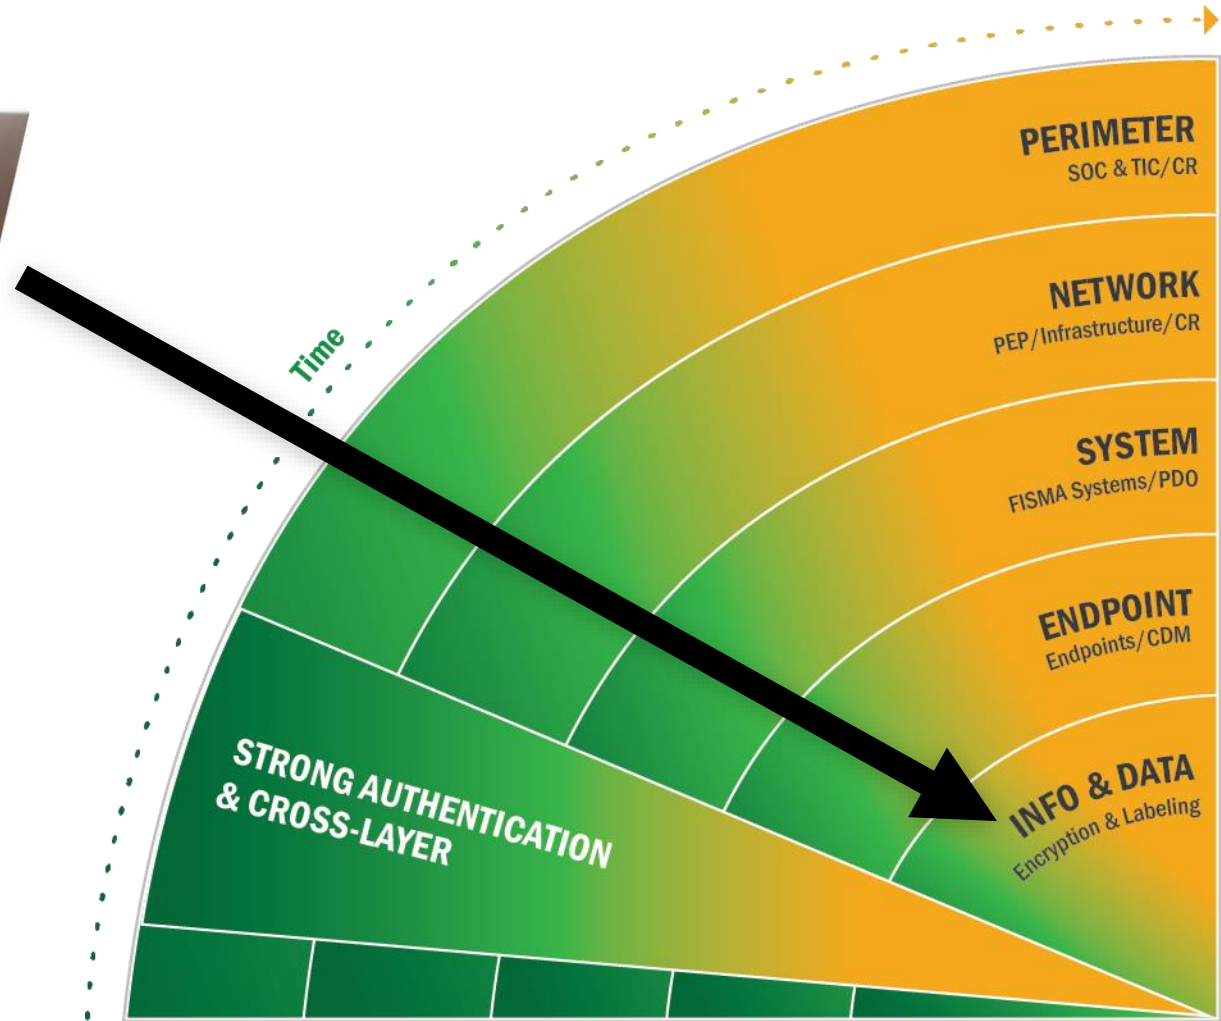 PERIMETER
SOC & TIC/CR
NETWORK
PEP/Infrastructure/CR
Time
SYSTEM
FISMA Systems/PDO
ENDPOINT
Endpoints/CDM
STRONG AUTHENTICATION
& CROSS-LAYER
INFO & DATA
Encryption & Labeling